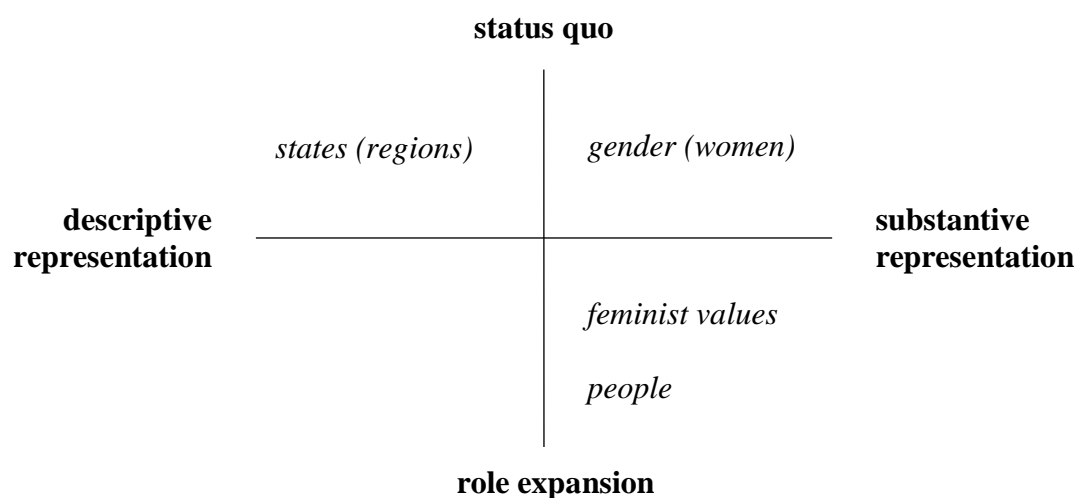 status quo
states (regions)
gender (women)
descriptive
representation
substantive
representation
feminist values
people
role expansion